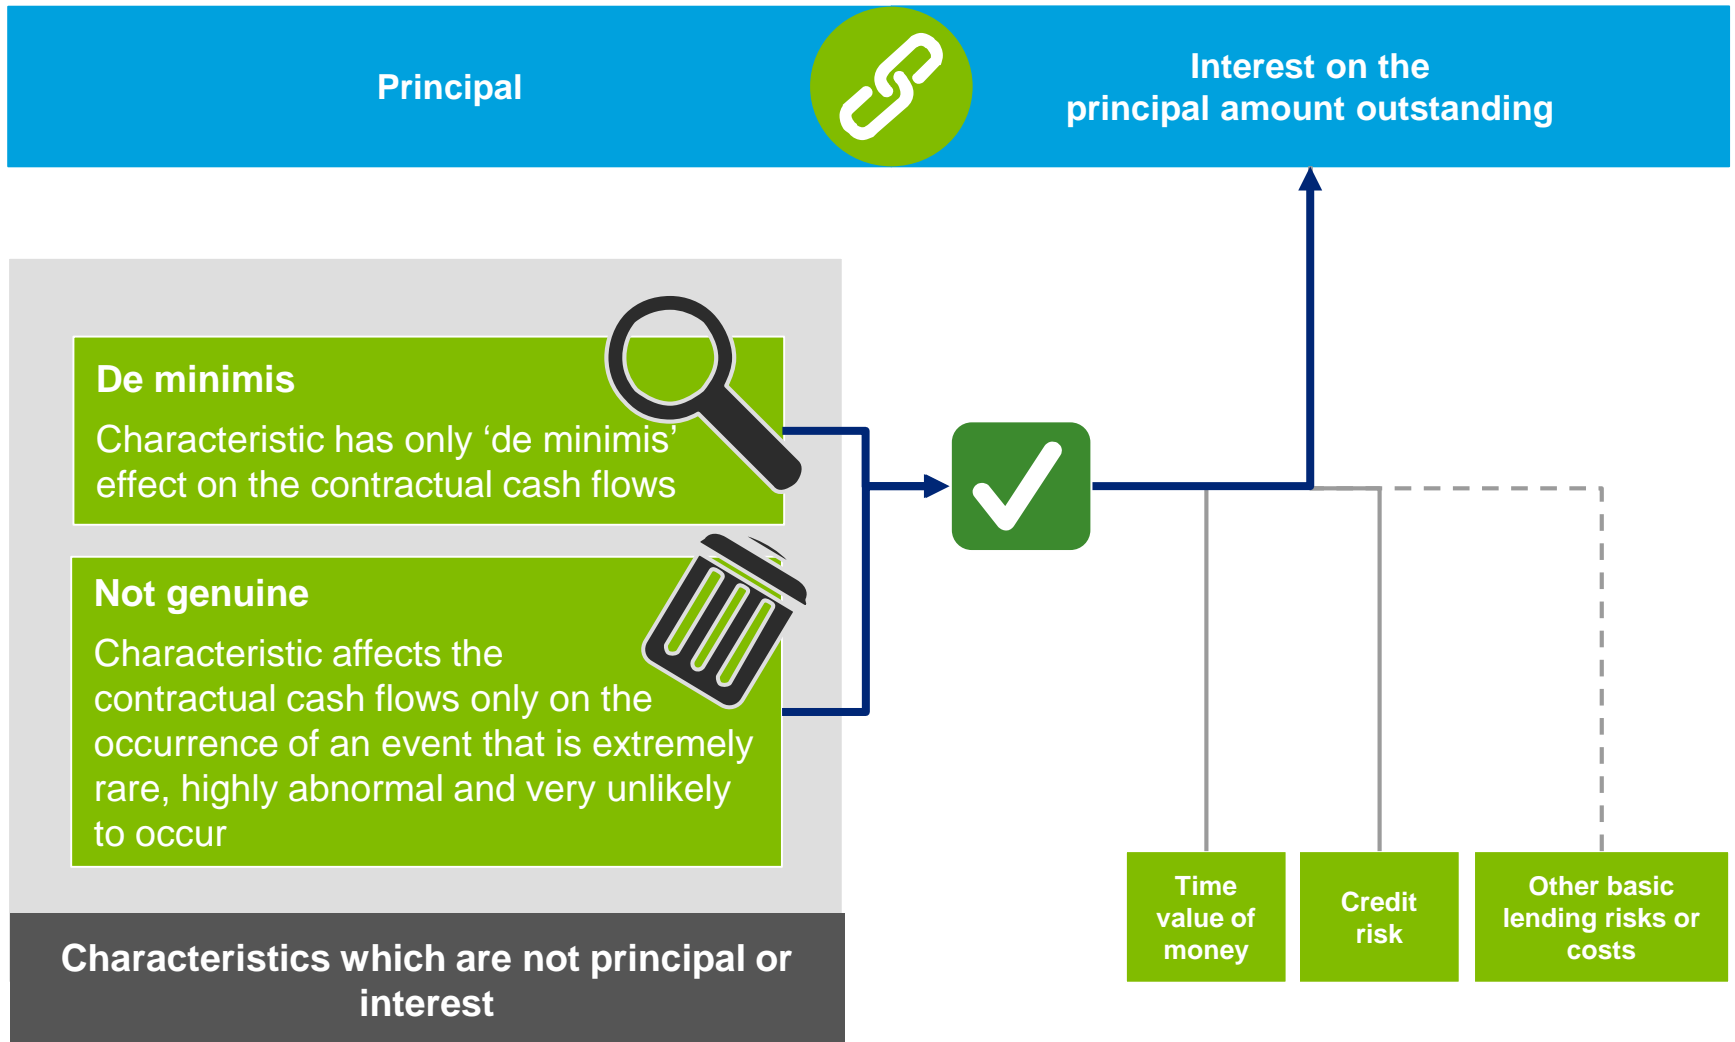 Principal
Interest on the
principal amount outstanding
De minimis
Characteristic has only ‘de minimis’
effect on the contractual cash flows
Not genuine
Characteristic affects the
contractual cash flows only on the
occurrence of an event that is extremely
rare, highly abnormal and very unlikely
to occur
Characteristics which are not principal or
interest
Time
value of
money
Credit
risk
Other basic
lending risks or
costs